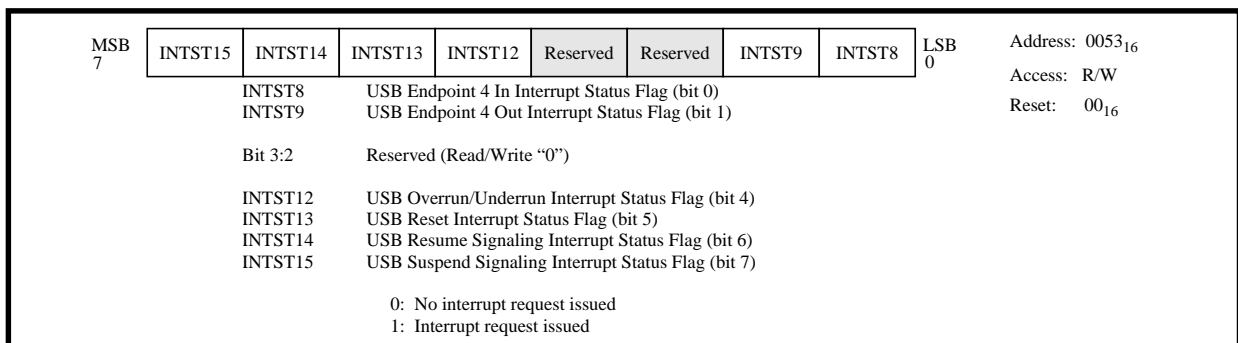 MSB 7 INTST15 INTST14 INTST13 INTST12 Reserved Reserved INTST9 INTST8 LSB 0
Address: 0053₁₆
Access: R/W
Reset: 00₁₆
INTST8 USB Endpoint 4 In Interrupt Status Flag (bit 0)
INTST9 USB Endpoint 4 Out Interrupt Status Flag (bit 1)
Bit 3:2 Reserved (Read/Write “0”)
INTST12 USB Overrun/Underrun Interrupt Status Flag (bit 4)
INTST13 USB Reset Interrupt Status Flag (bit 5)
INTST14 USB Resume Signaling Interrupt Status Flag (bit 6)
INTST15 USB Suspend Signaling Interrupt Status Flag (bit 7)
0: No interrupt request issued
1: Interrupt request issued